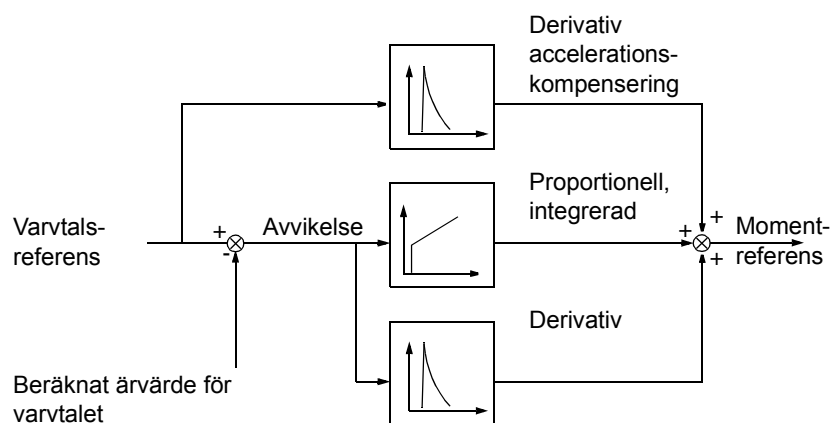 Derivativ
accelerations-
kompensering
Proportionell,
integrerad
Varvtals-
referens
+
-
Avvikelse
+
+
+
Moment-
referens
Derivativ
Beräknat ärvärde för
varvtalet